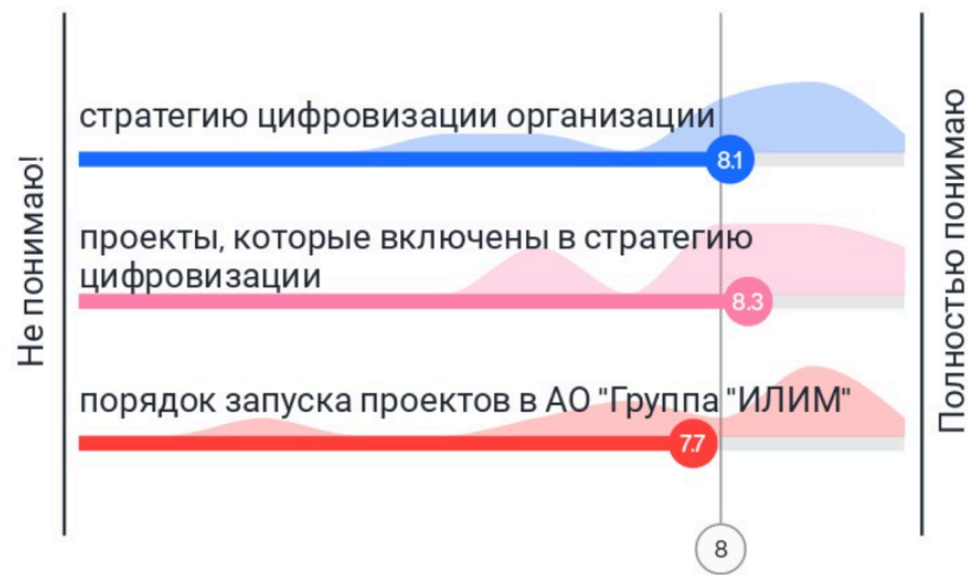 Не понимаю!
стратегию цифровизации организации
8.1
проекты, которые включены в стратегию
цифровизации
8.3
порядок запуска проектов в АО "Группа "ИЛИМ"
7.7
8
Полностью понимаю